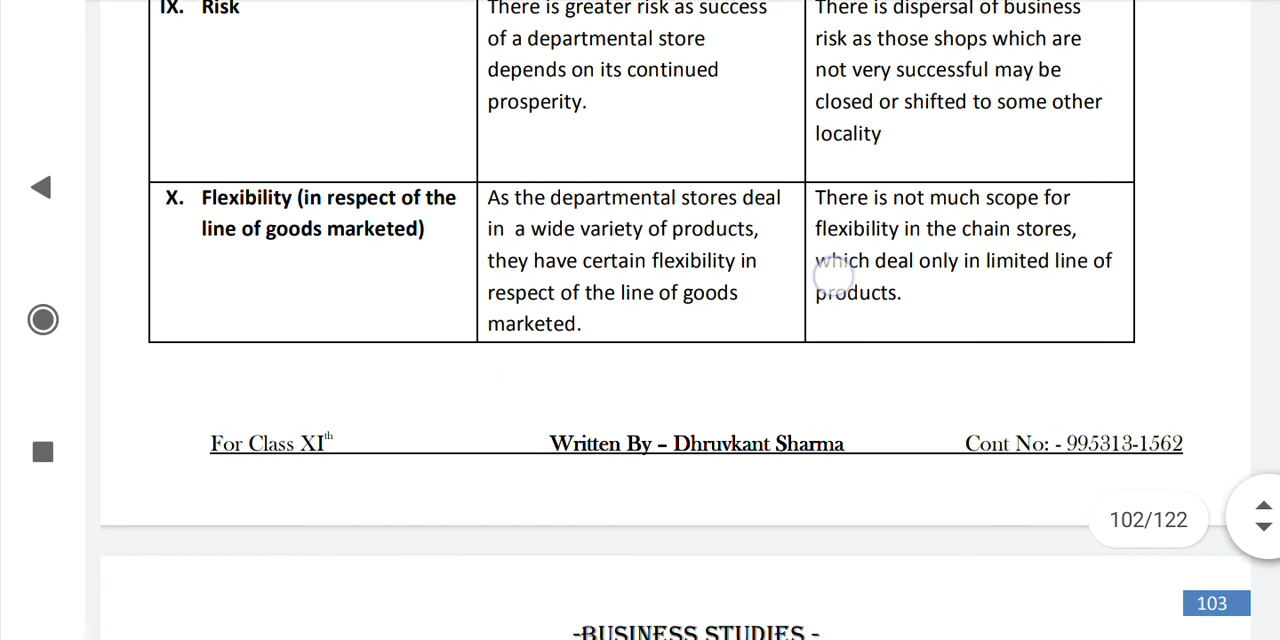 IX. Risk
There is greater risk as success
of a departmental store
depends on its continued
prosperity.
There is dispersal of business
risk as those shops which are
not very successful may be
closed or shifted to some other
locality
X. Flexibility (in respect of the
line of goods marketed)
As the departmental stores deal
in a wide variety of products,
they have certain flexibility in
respect of the line of goods
marketed.
There is not much scope for
flexibility in the chain stores,
which deal only in limited line of
products.
For Class XIth Written By – Dhruvkant Sharma Cont No: - 995313-1562
102/122
103
-BUSINESS STUDIES -